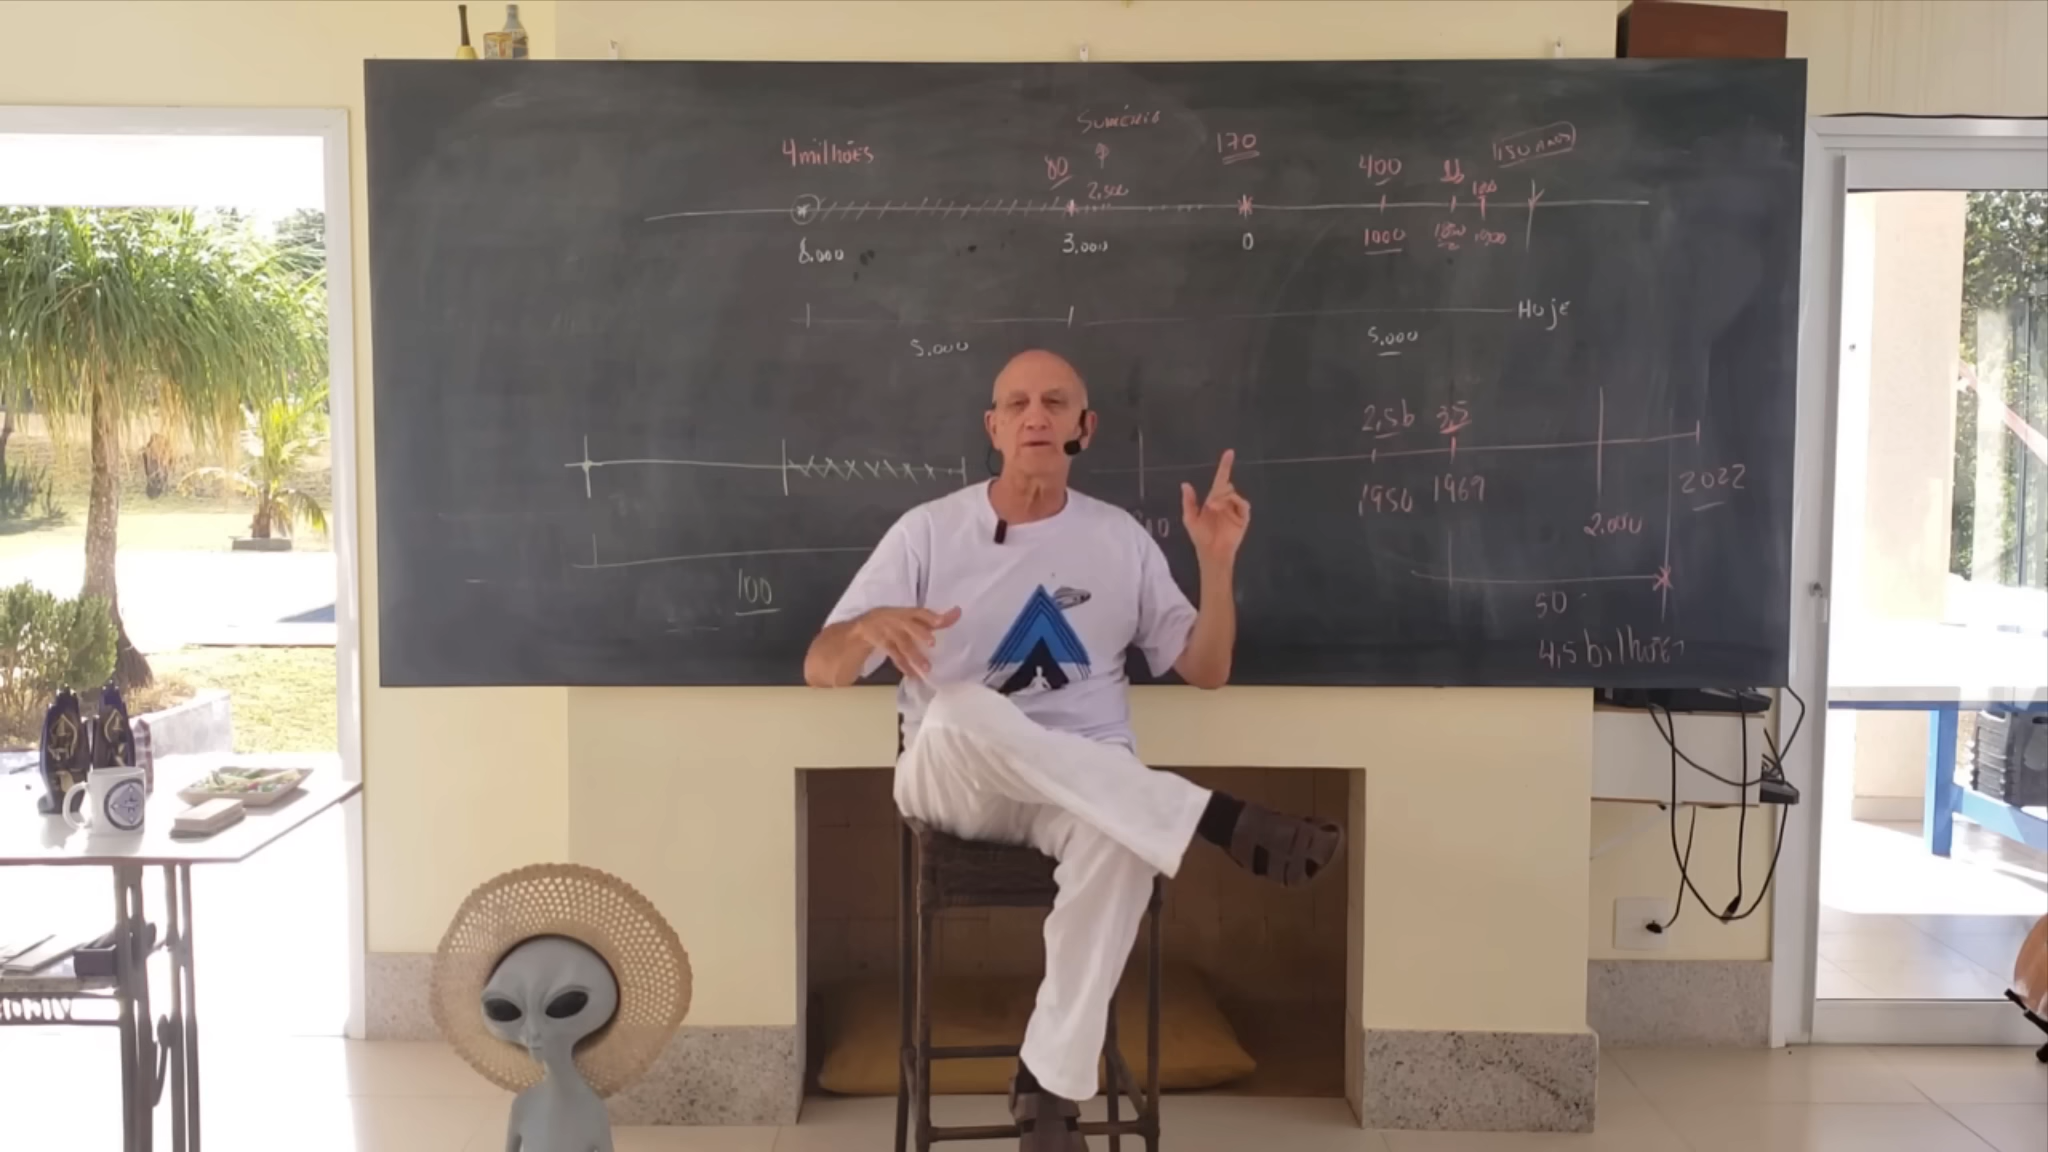 Suméria
4 milhões 80 170 400 1b 150 ANOS
2.500 100
8.000 3.000 0 1000 1800 1900
Hoje
5.000 5.000
2,5b 3,5
1950 1969 2022
2.000
100 50
4,5 bilhões